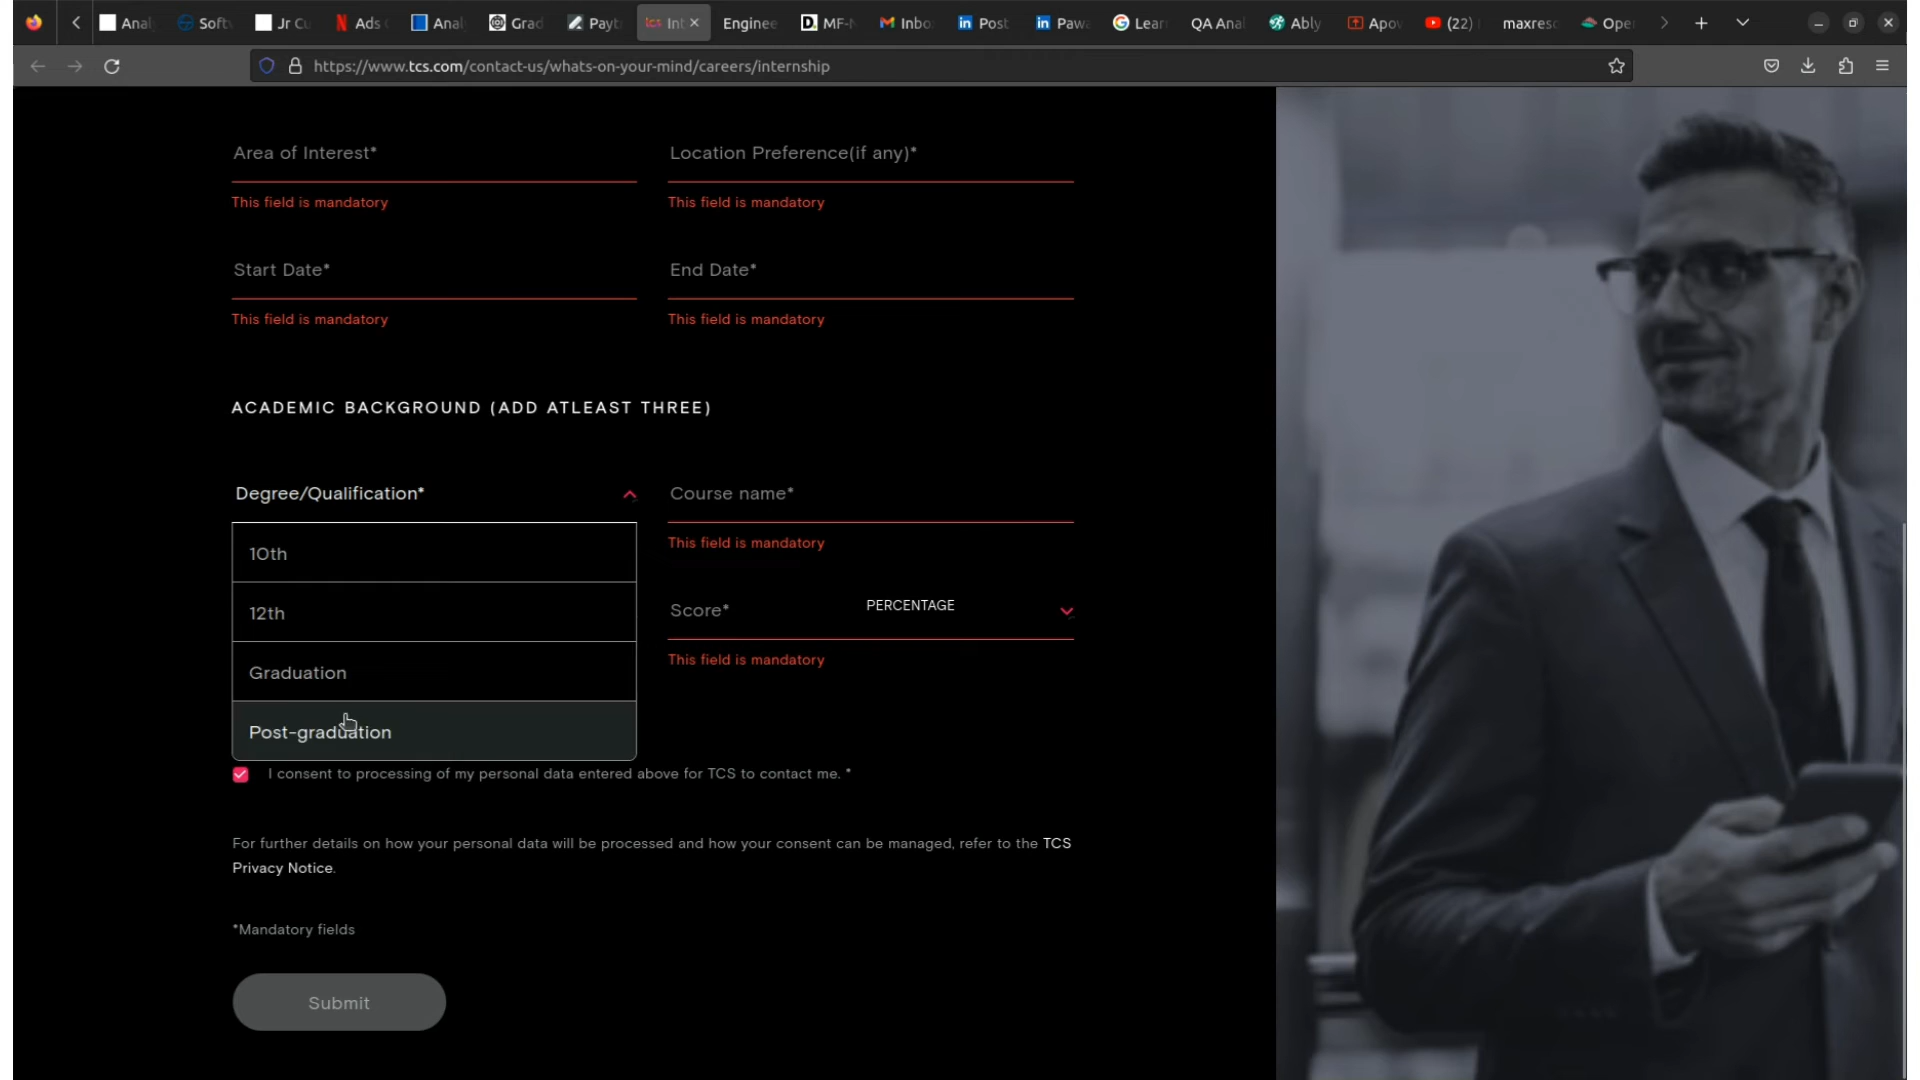 Anal
Softw
Jr Cu
Ads
Anal
Grad
Payt
tcs Int
Enginee
MF-N
Inbo
Post
Pawa
Lear
QA Anal
Ably
Apov
(22)
maxreso
Ope
https://www.tcs.com/contact-us/whats-on-your-mind/careers/internship
Area of Interest*
Location Preference(if any)*
This field is mandatory
This field is mandatory
Start Date*
End Date*
This field is mandatory
This field is mandatory
ACADEMIC BACKGROUND (ADD ATLEAST THREE)
Degree/Qualification*
Course name*
This field is mandatory
10th
12th
Graduation
Post-graduation
Score*
PERCENTAGE
This field is mandatory
I consent to processing of my personal data entered above for TCS to contact me. *
For further details on how your personal data will be processed and how your consent can be managed, refer to the TCS
Privacy Notice.
*Mandatory fields
Submit